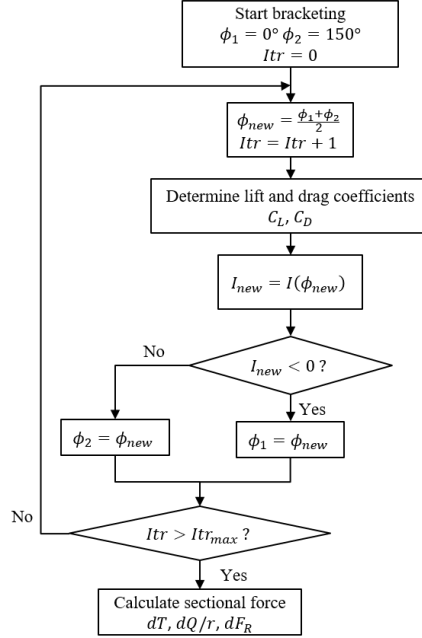 Start bracketing
ϕ₁ = 0° ϕ₂ = 150°
Itr = 0
ϕₙₑw = (ϕ₁+ϕ₂)/2
Itr = Itr + 1
Determine lift and drag coefficients
C_L, C_D
I_new = I(ϕ_new)
I_new < 0 ?
No
Yes
ϕ₂ = ϕ_new
ϕ₁ = ϕ_new
Itr > Itr_max ?
No
Yes
Calculate sectional force
dT, dQ/r, dF_R